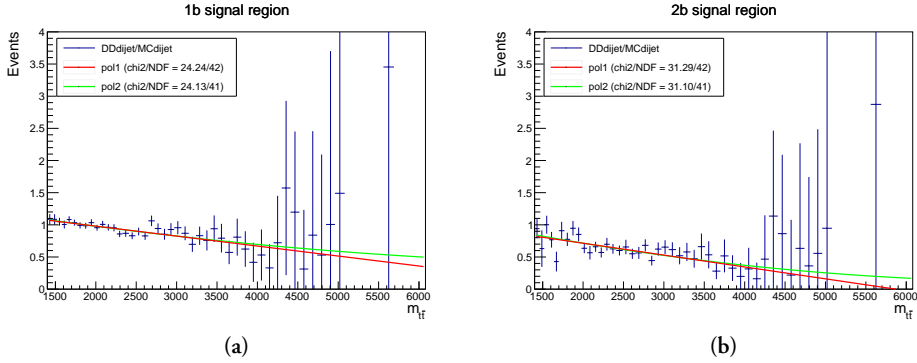 1b signal region
Events
DDdijet/MCdijet
pol1 (chi2/NDF = 24.24/42)
pol2 (chi2/NDF = 24.13/41)
4
3.5
3
2.5
2
1.5
1
0.5
0
1500 2000 2500 3000 3500 4000 4500 5000 5500 6000
m_{tt̄}
(a)
2b signal region
Events
DDdijet/MCdijet
pol1 (chi2/NDF = 31.29/42)
pol2 (chi2/NDF = 31.10/41)
4
3.5
3
2.5
2
1.5
1
0.5
0
1500 2000 2500 3000 3500 4000 4500 5000 5500 6000
m_{tt̄}
(b)